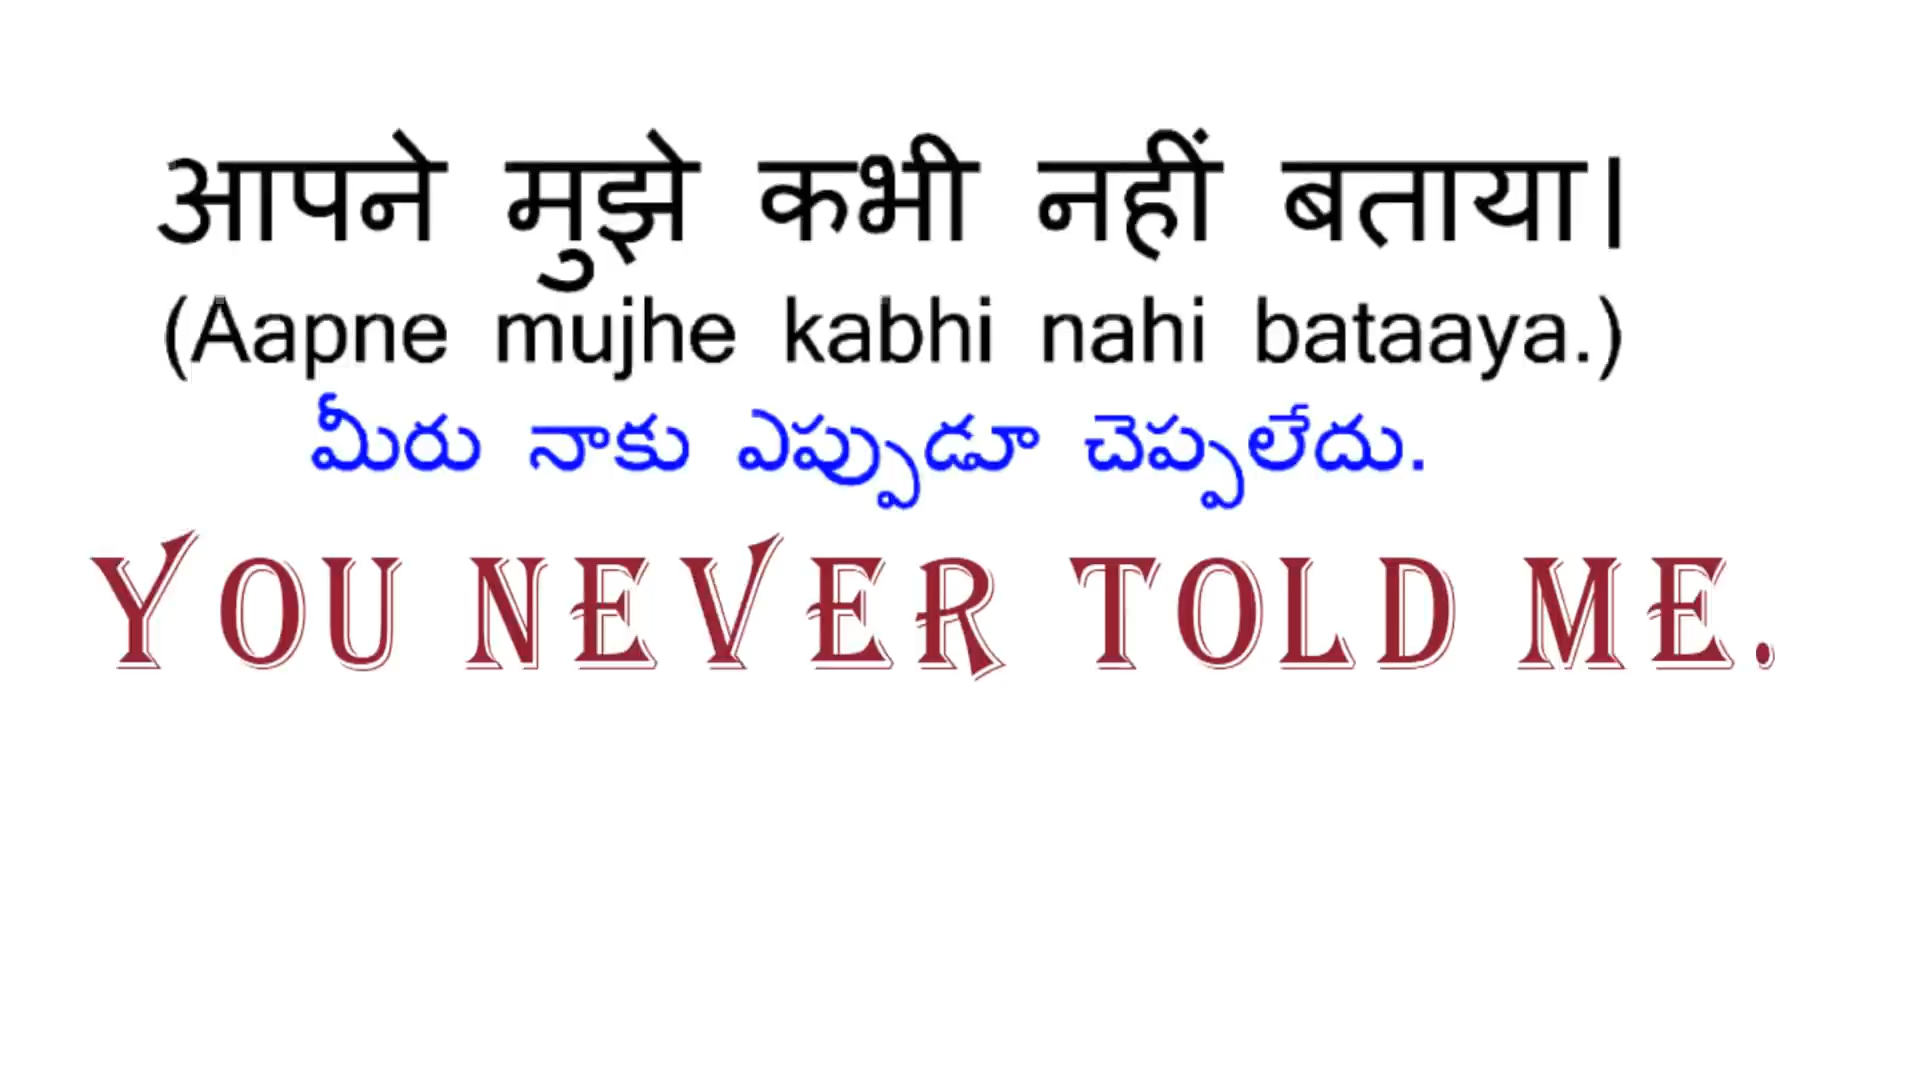 आपने मुझे कभी नहीं बताया।
(Aapne mujhe kabhi nahi bataaya.)
మీరు నాకు ఎప్పుడూ చెప్పలేదు.
YOU NEVER TOLD ME.